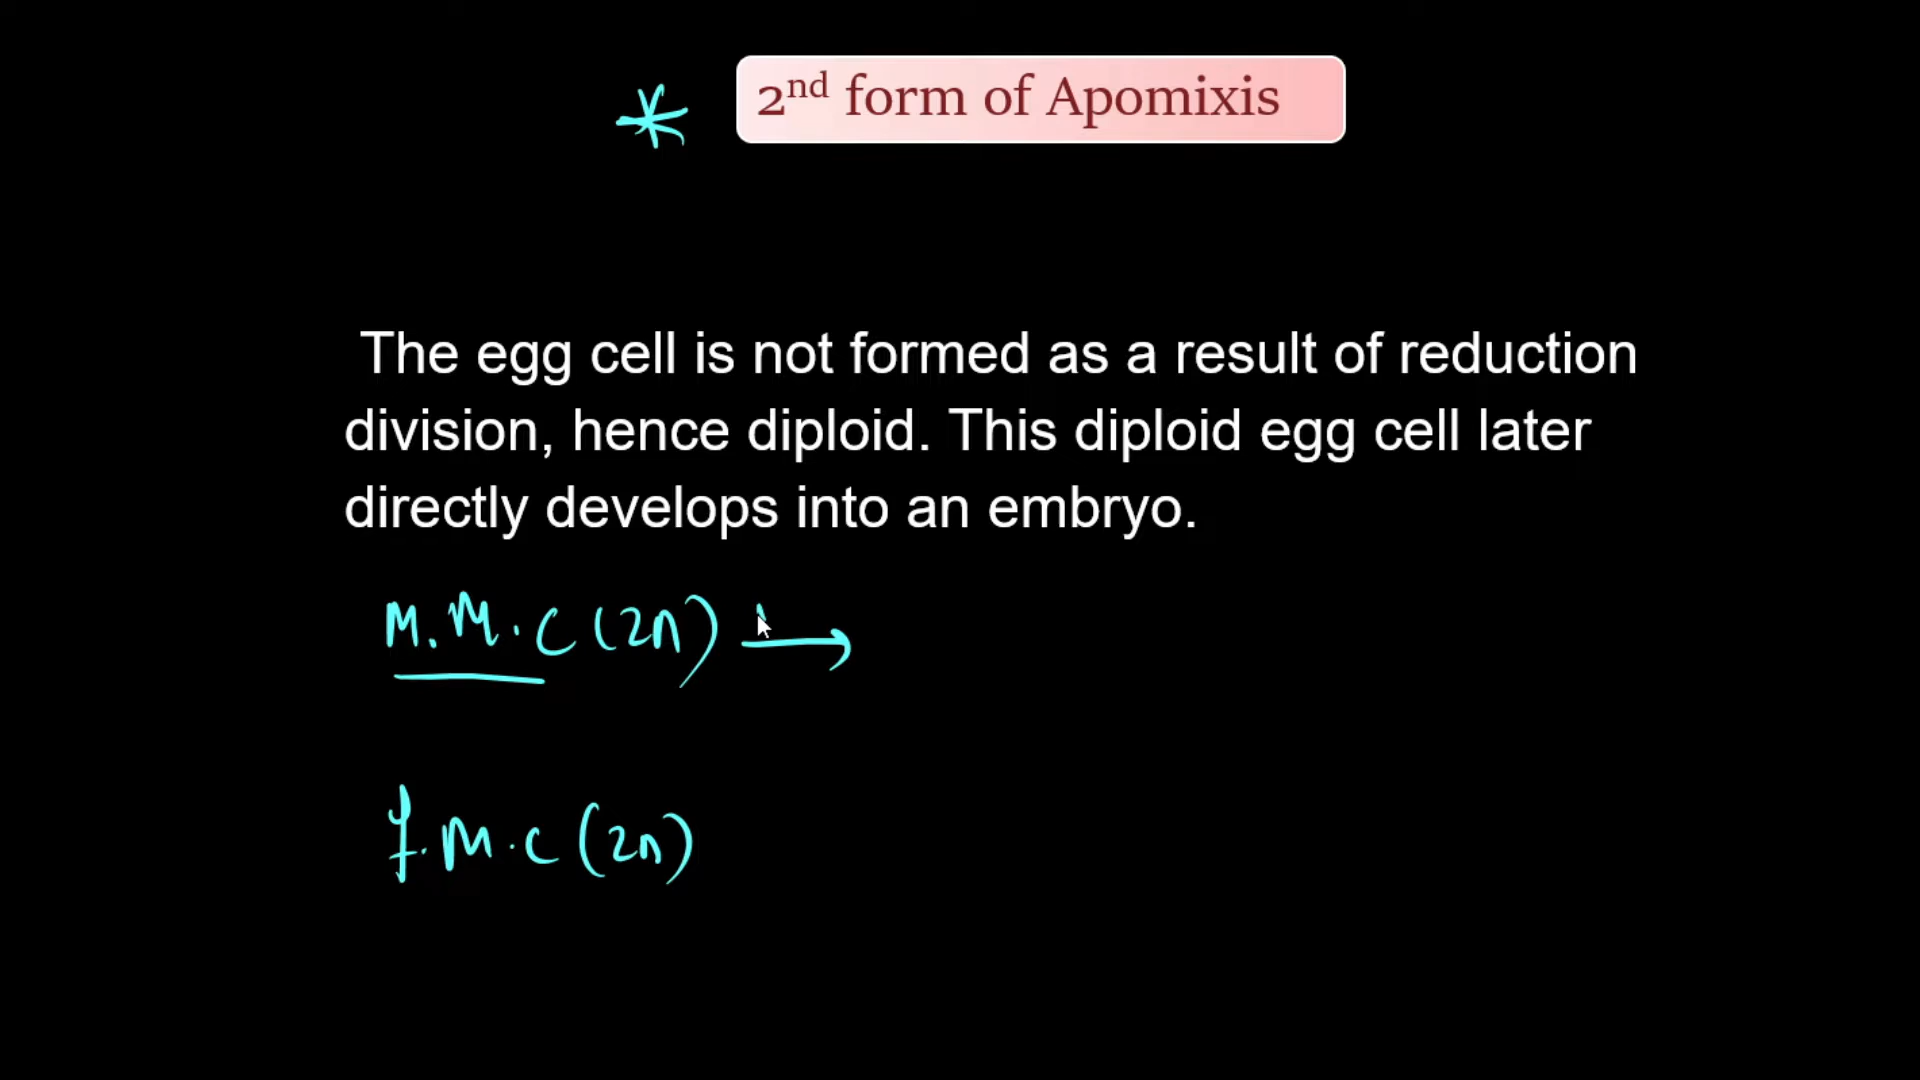 2nd form of Apomixis
The egg cell is not formed as a result of reduction
division, hence diploid. This diploid egg cell later
directly develops into an embryo.
M.M.C (2n)
f.M.C (2n)